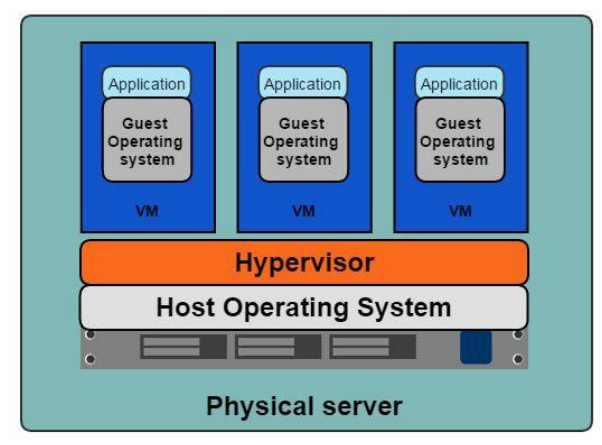 Application
Guest
Operating
system
VM
Application
Guest
Operating
system
VM
Application
Guest
Operating
system
VM
Hypervisor
Host Operating System
Physical server